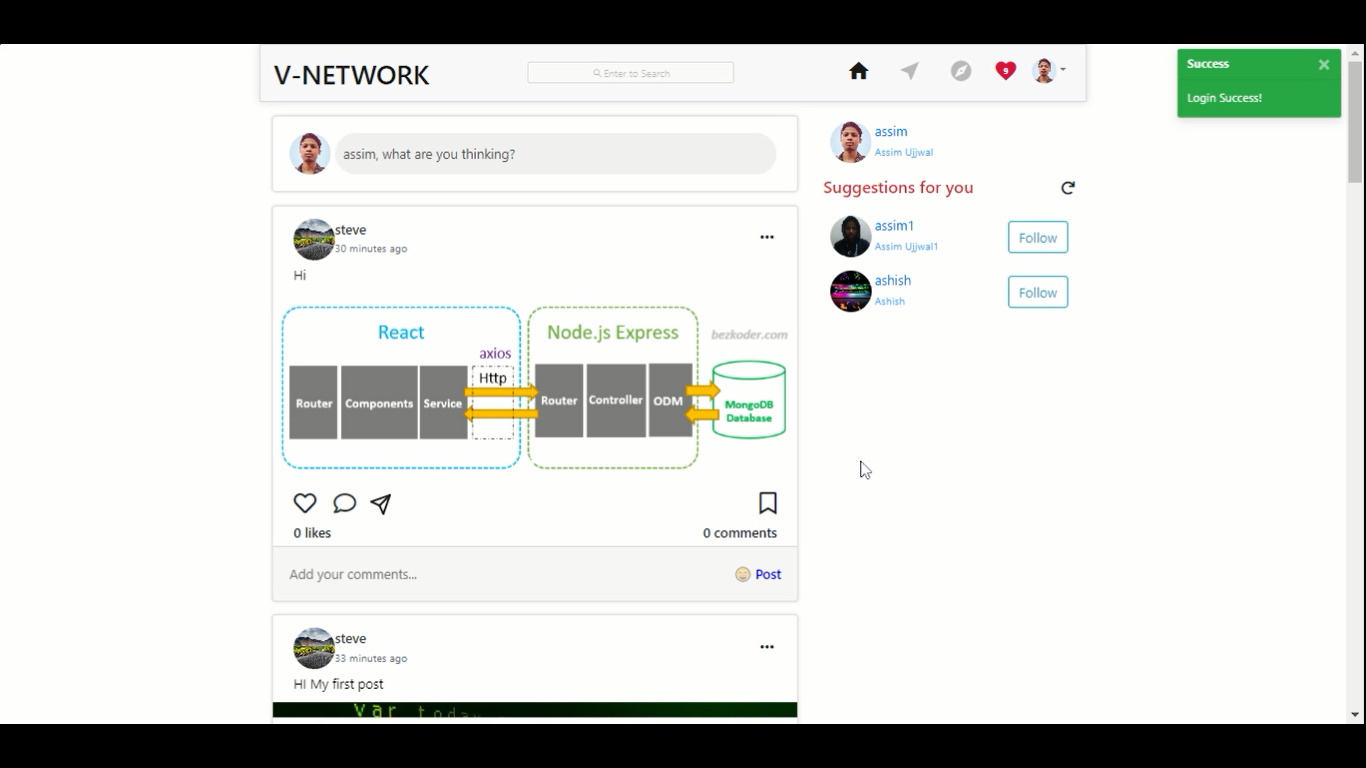 V-NETWORK
Enter to Search
9
Success
×
Login Success!
assim, what are you thinking?
assim
Assim Ujjwal
Suggestions for you
assim1
Assim Ujjwal1
Follow
ashish
Ashish
Follow
steve
30 minutes ago
Hi
React
Node.js Express
bezkoder.com
axios
Http
Router
Components
Service
Router
Controller
ODM
MongoDB
Database
0 likes
0 comments
Add your comments...
Post
steve
33 minutes ago
HI My first post
var today